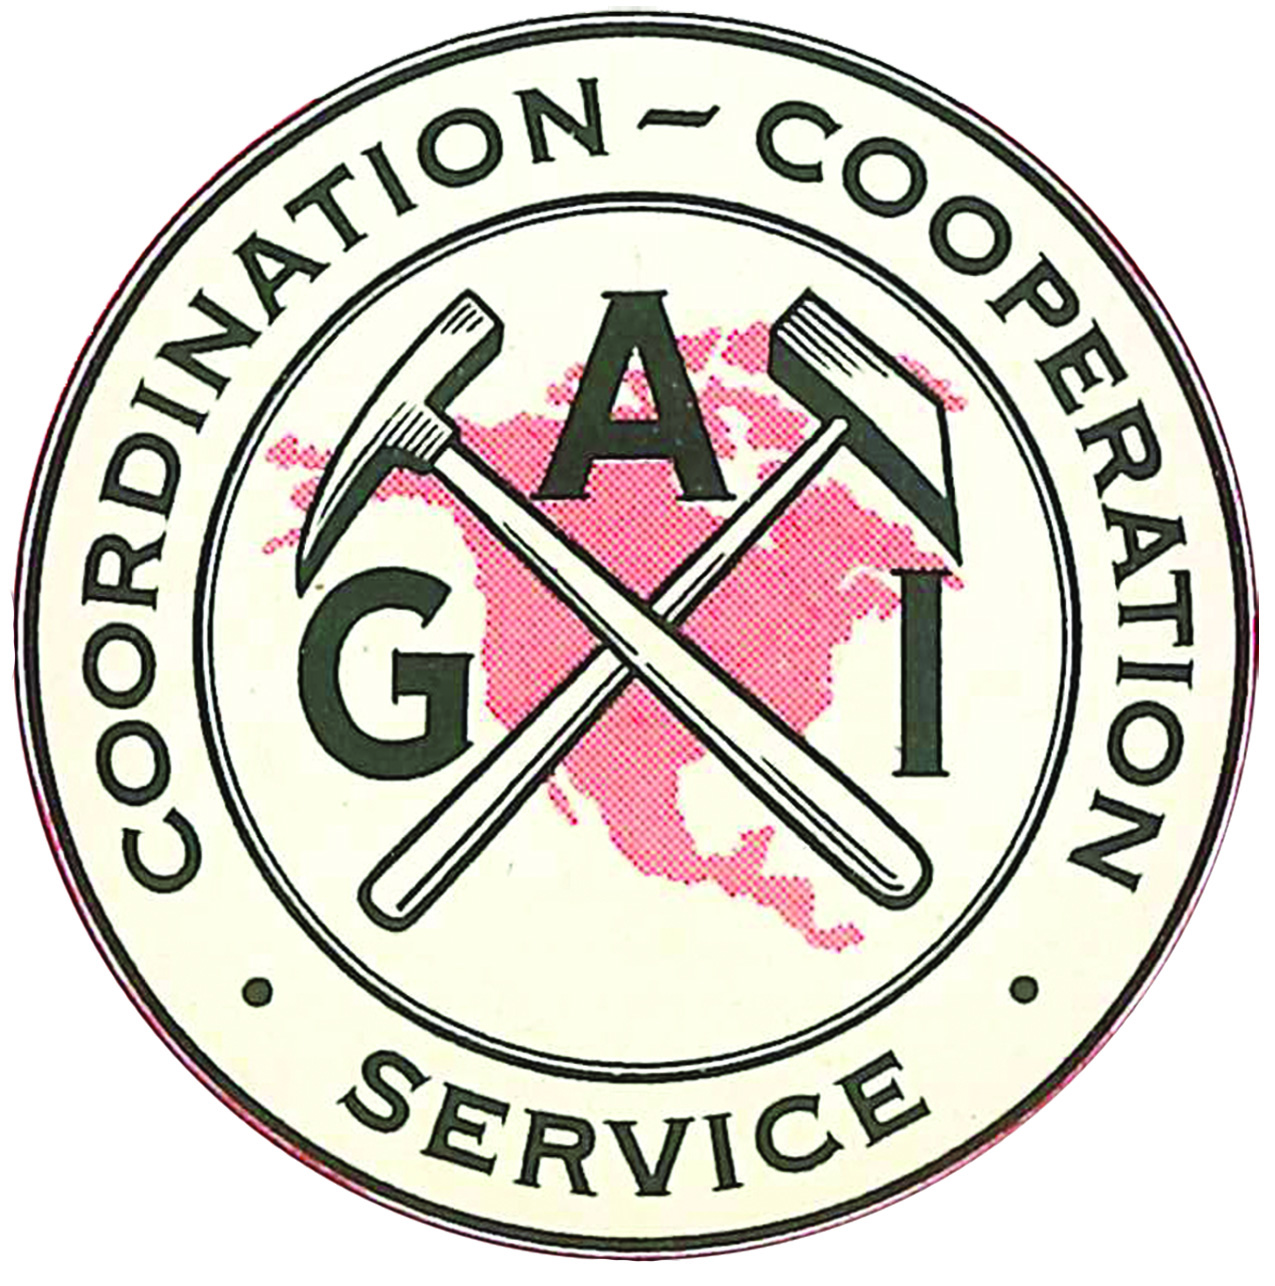 COORDINATION ~ COOPERATION
A
G I
SERVICE